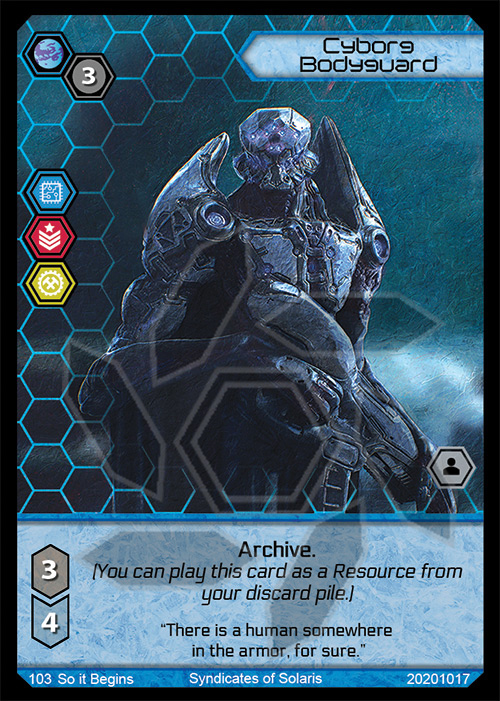 Cyborg
Bodyguard
3
Archive.
(You can play this card as a Resource from
your discard pile.)
3
4
“There is a human somewhere
in the armor, for sure.”
103 So it Begins Syndicates of Solaris 20201017